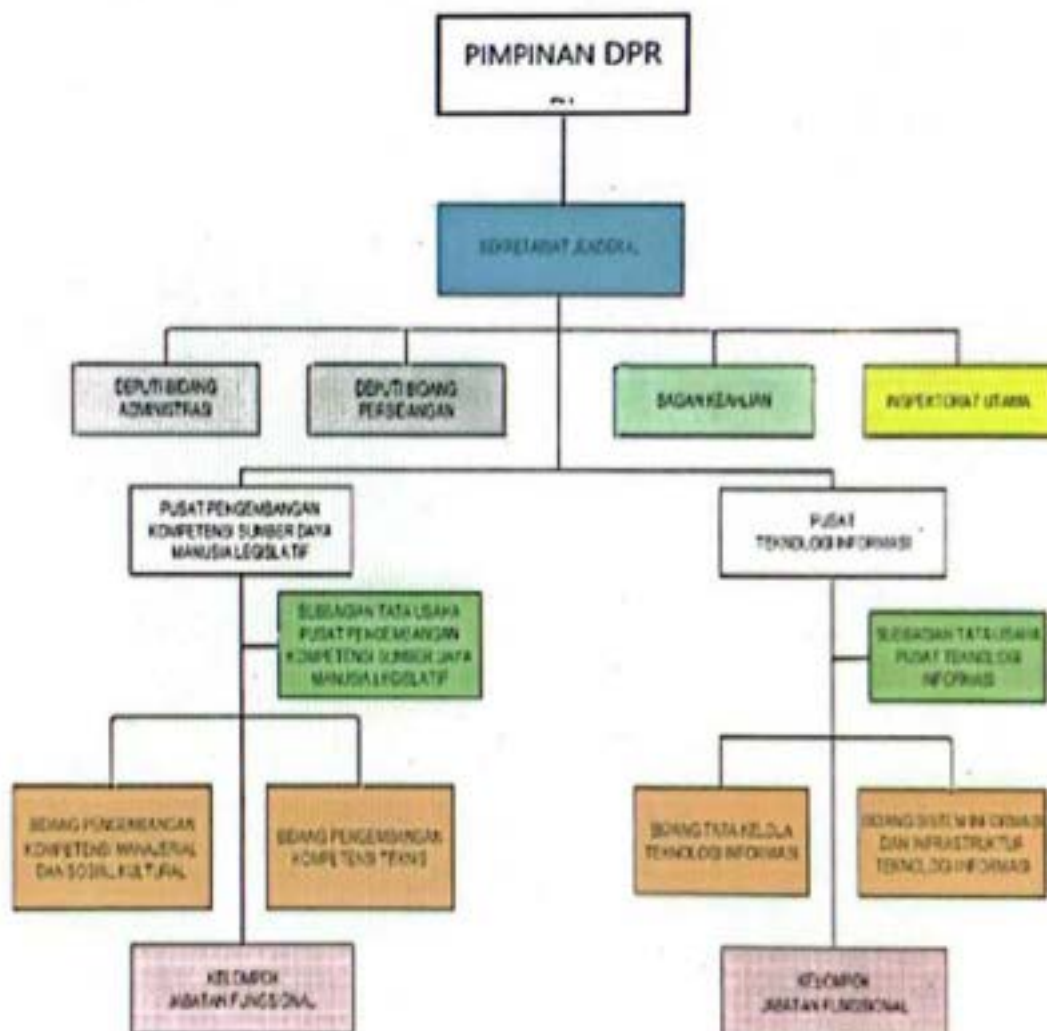 PIMPINAN DPR
SEKRETARIAT JENDERAL
DEPUTI BIDANG
ADMINISTRASI
DEPUTI BIDANG
PERSIDANGAN
BADAN KEAHLIAN
INSPEKTORAT UTAMA
PUSAT PENGEMBANGAN
KOMPETENSI SUMBER DAYA
MANUSIA LEGISLATIF
PUSAT
TEKNOLOGI INFORMASI
SUBBAGIAN TATA USAHA
PUSAT PENGEMBANGAN
KOMPETENSI SUMBER DAYA
MANUSIA LEGISLATIF
SUBBAGIAN TATA USAHA
PUSAT TEKNOLOGI
INFORMASI
BIDANG PENGEMBANGAN
KOMPETENSI MANAJERIAL
DAN SOSIAL KULTURAL
BIDANG PENGEMBANGAN
KOMPETENSI TEKNIS
BIDANG TATA KELOLA
TEKNOLOGI INFORMASI
BIDANG SISTEM INFORMASI
DAN INFRASTRUKTUR
TEKNOLOGI INFORMASI
KELOMPOK
JABATAN FUNGSIONAL
KELOMPOK
JABATAN FUNGSIONAL